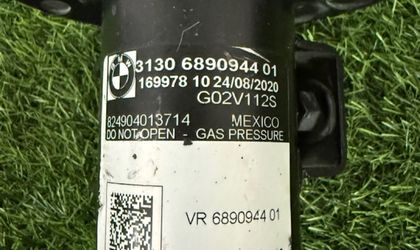 BMW
3130 6890944 01
169978 10 24/08/2020
G02V112S
824904013714 MEXICO
DO NOT OPEN - GAS PRESSURE
VR 6890944 01